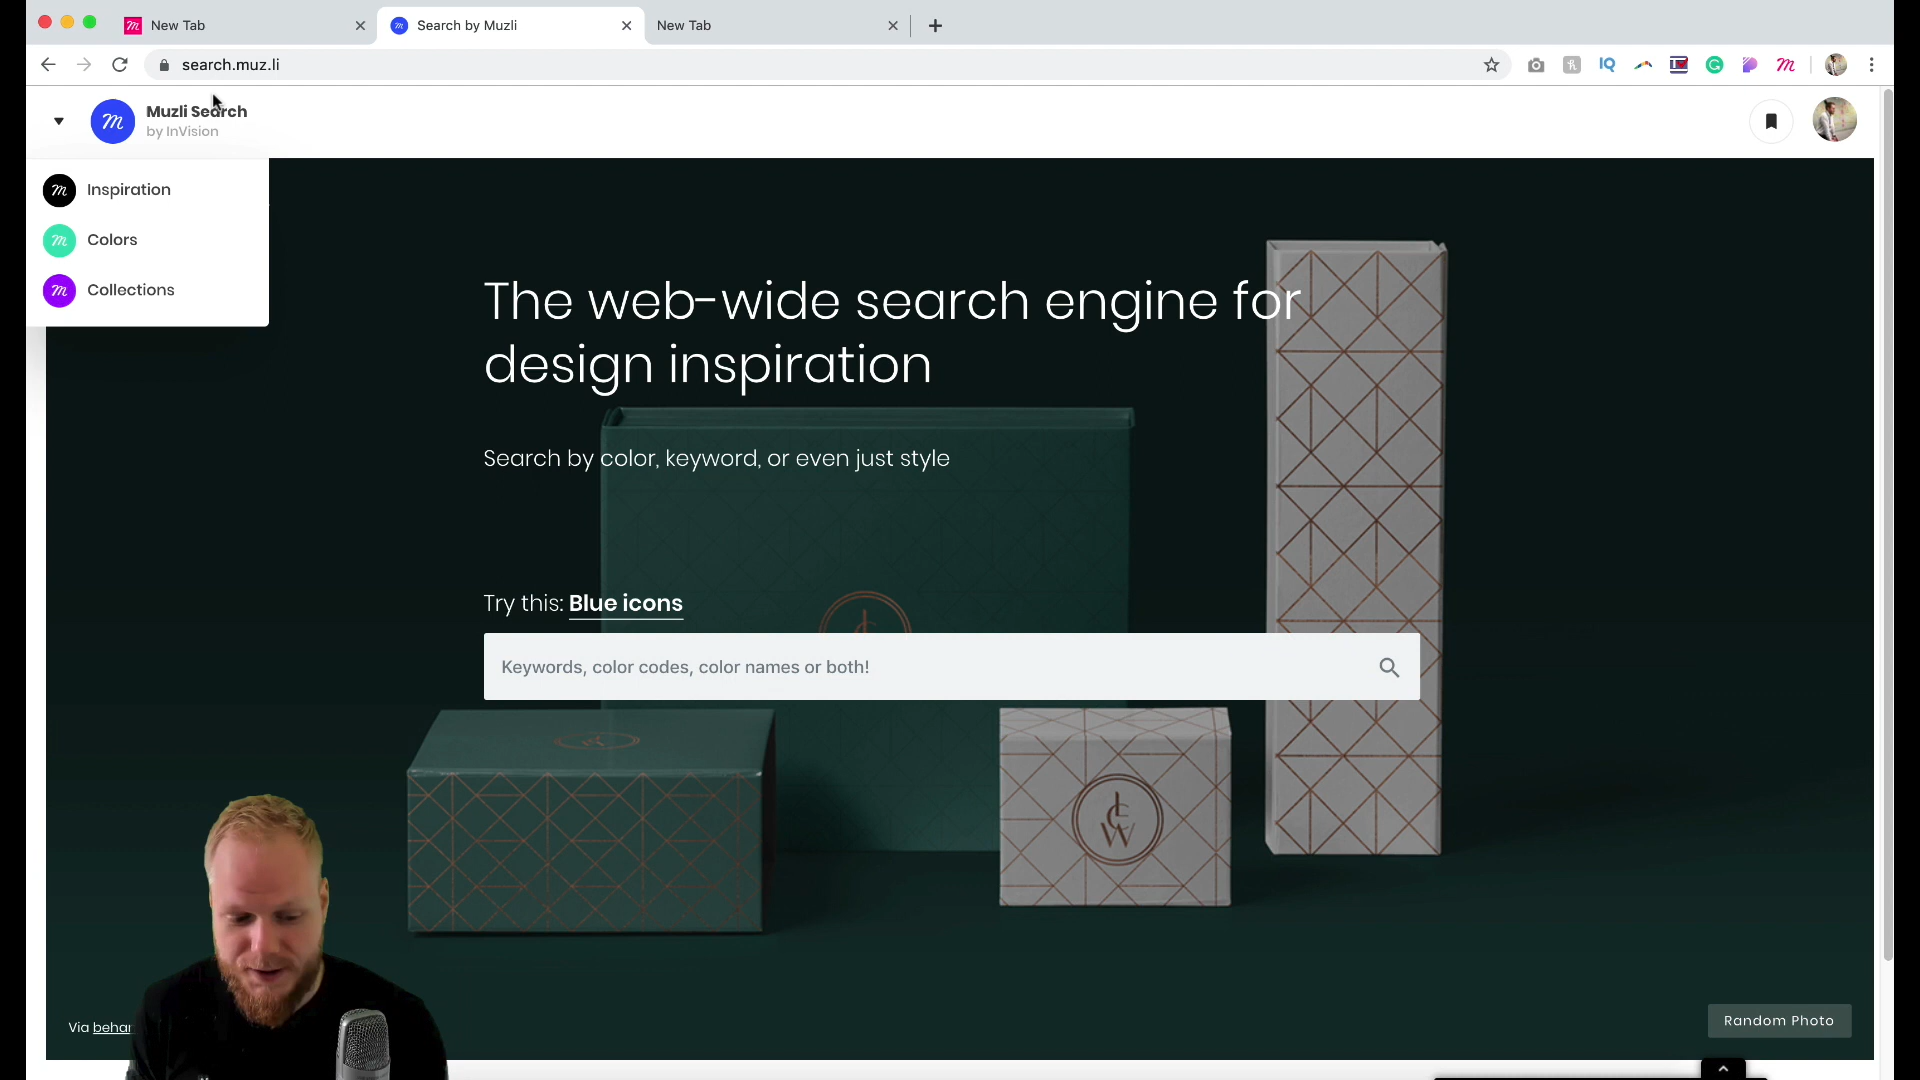 New Tab
Search by Muzli
New Tab
search.muz.li
IQ
Muzli Search
by InVision
Inspiration
Colors
Collections
The web-wide search engine for
design inspiration
Search by color, keyword, or even just style
Try this: Blue icons
Keywords, color codes, color names or both!
Via behan
Random Photo